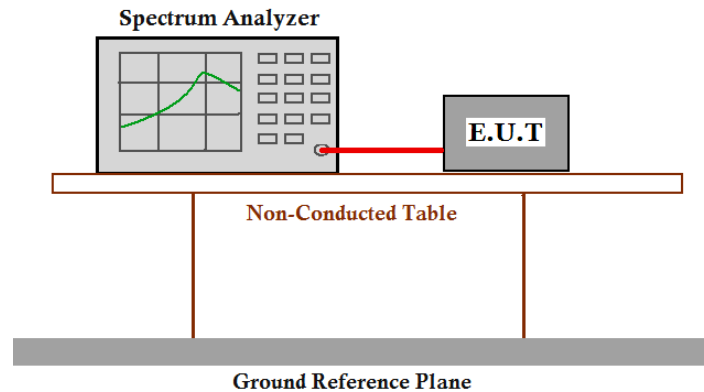 Spectrum Analyzer
E.U.T
Non-Conducted Table
Ground Reference Plane